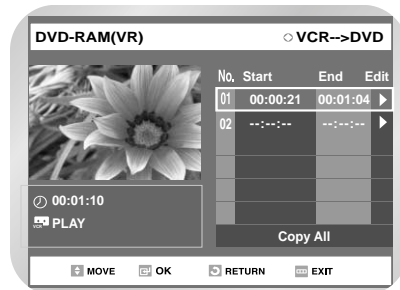 DVD-RAM(VR) VCR-->DVD
No. Start End Edit
01 00:00:21 00:01:04
02 --:--:-- --:--:--
00:01:10
VCR PLAY
Copy All
MOVE OK RETURN EXIT